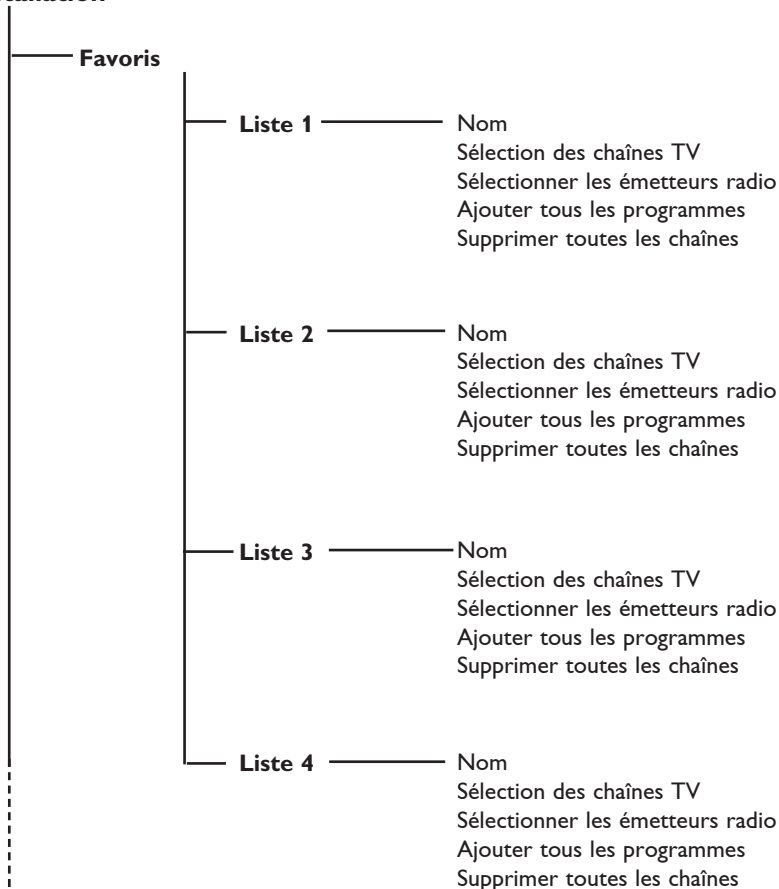 Favoris
Liste 1 Nom
Sélection des chaînes TV
Sélectionner les émetteurs radio
Ajouter tous les programmes
Supprimer toutes les chaînes
Liste 2 Nom
Sélection des chaînes TV
Sélectionner les émetteurs radio
Ajouter tous les programmes
Supprimer toutes les chaînes
Liste 3 Nom
Sélection des chaînes TV
Sélectionner les émetteurs radio
Ajouter tous les programmes
Supprimer toutes les chaînes
Liste 4 Nom
Sélection des chaînes TV
Sélectionner les émetteurs radio
Ajouter tous les programmes
Supprimer toutes les chaînes